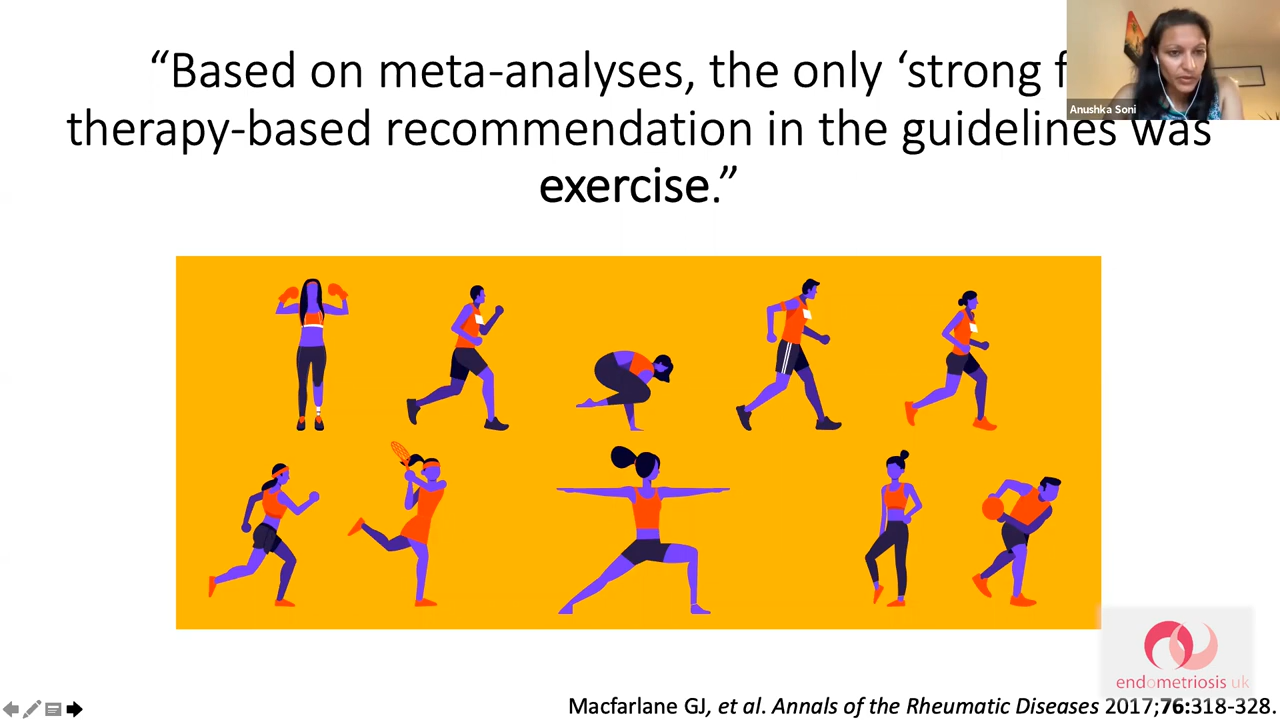 “Based on meta-analyses, the only ‘strong
therapy-based recommendation in the guidelines was
exercise.”
Anushka Soni
endometriosis uk
Macfarlane GJ, et al. Annals of the Rheumatic Diseases 2017;76:318-328.